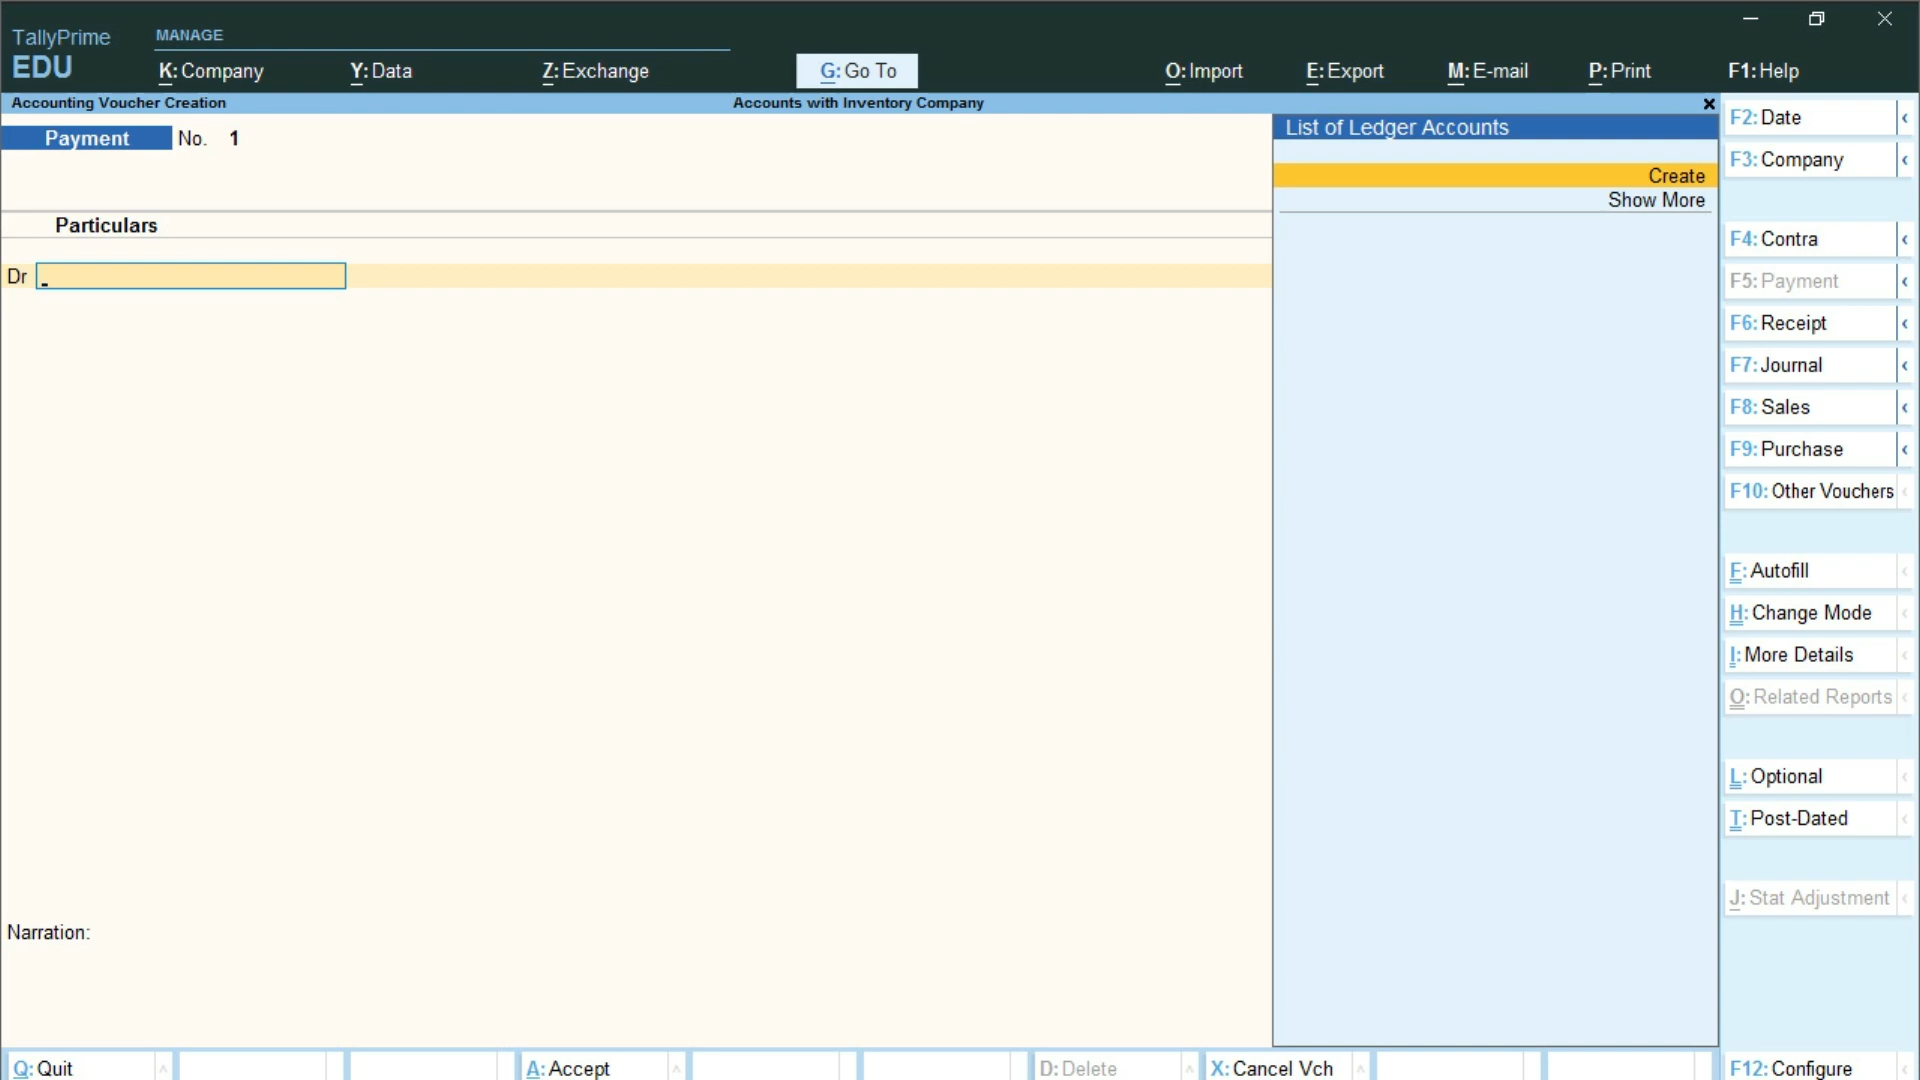 TallyPrime
EDU
MANAGE
K: Company
Y: Data
Z: Exchange
G: Go To
O: Import
E: Export
M: E-mail
P: Print
F1: Help
Accounting Voucher Creation
Accounts with Inventory Company
Payment No. 1
Particulars
Dr
Narration:
List of Ledger Accounts
Create
Show More
F2: Date
F3: Company
F4: Contra
F5: Payment
F6: Receipt
F7: Journal
F8: Sales
F9: Purchase
F10: Other Vouchers
F: Autofill
H: Change Mode
I: More Details
O: Related Reports
L: Optional
T: Post-Dated
J: Stat Adjustment
Q: Quit
A: Accept
D: Delete
X: Cancel Vch
F12: Configure